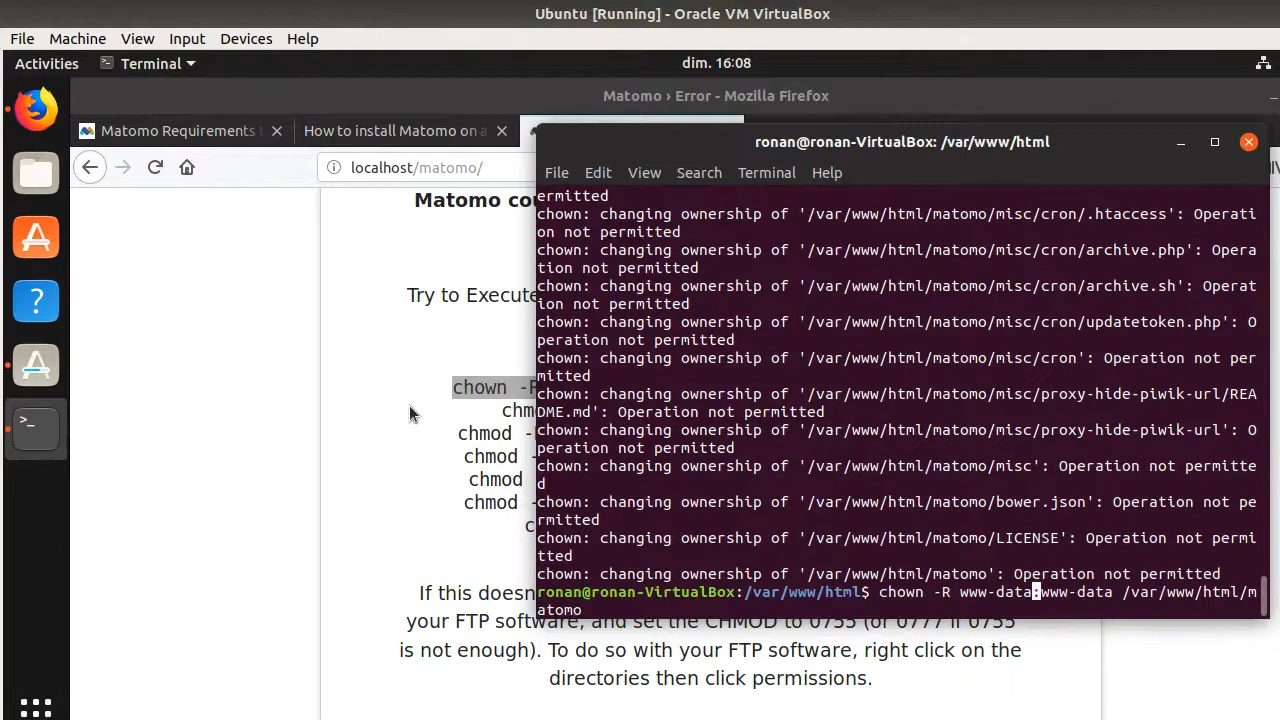 Ubuntu [Running] - Oracle VM VirtualBox
File Machine View Input Devices Help
Activities Terminal dim. 16:08
Matomo › Error - Mozilla Firefox
Matomo Requirements How to install Matomo on a
localhost/matomo/
ronan@ronan-VirtualBox: /var/www/html
File Edit View Search Terminal Help
Matomo
Try to
chown
chmod
chmod -
chmod -
chmod -
If this
your FTP software, and set the CHMOD to 0755 (or 0777 if 0755
is not enough). To do so with your FTP software, right click on the
directories then click permissions.
ermitted
chown: changing ownership of '/var/www/html/matomo/misc/cron/.htaccess': Operati
on not permitted
chown: changing ownership of '/var/www/html/matomo/misc/cron/archive.php': Opera
tion not permitted
chown: changing ownership of '/var/www/html/matomo/misc/cron/archive.sh': Operat
ion not permitted
chown: changing ownership of '/var/www/html/matomo/misc/cron/updatetoken.php': O
peration not permitted
chown: changing ownership of '/var/www/html/matomo/misc/cron': Operation not per
mitted
chown: changing ownership of '/var/www/html/matomo/misc/proxy-hide-piwik-url/REA
DME.md': Operation not permitted
chown: changing ownership of '/var/www/html/matomo/misc/proxy-hide-piwik-url': O
peration not permitted
chown: changing ownership of '/var/www/html/matomo/misc': Operation not permitte
d
chown: changing ownership of '/var/www/html/matomo/bower.json': Operation not pe
rmitted
chown: changing ownership of '/var/www/html/matomo/LICENSE': Operation not permi
tted
chown: changing ownership of '/var/www/html/matomo': Operation not permitted
ronan@ronan-VirtualBox:/var/www/html$ chown -R www-data:www-data /var/www/html/m
atomo